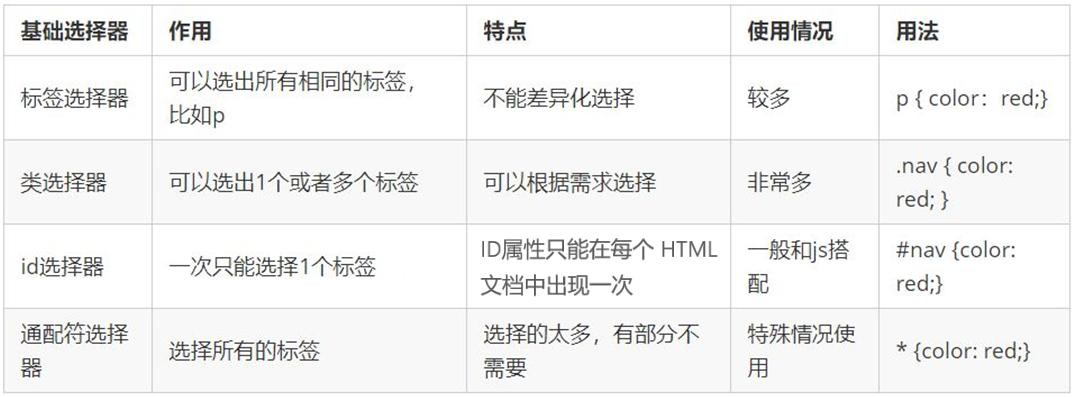 基础选择器 作用 特点 使用情况 用法
标签选择器
可以选出所有相同的标签，
比如p
不能差异化选择
较多
p { color：red;}
类选择器
可以选出1个或者多个标签
可以根据需求选择
非常多
.nav { color:
red; }
id选择器
一次只能选择1个标签
ID属性只能在每个 HTML
文档中出现一次
一般和js搭
配
#nav {color:
red;}
通配符选择
器
选择所有的标签
选择的太多，有部分不
需要
特殊情况使
用
* {color: red;}